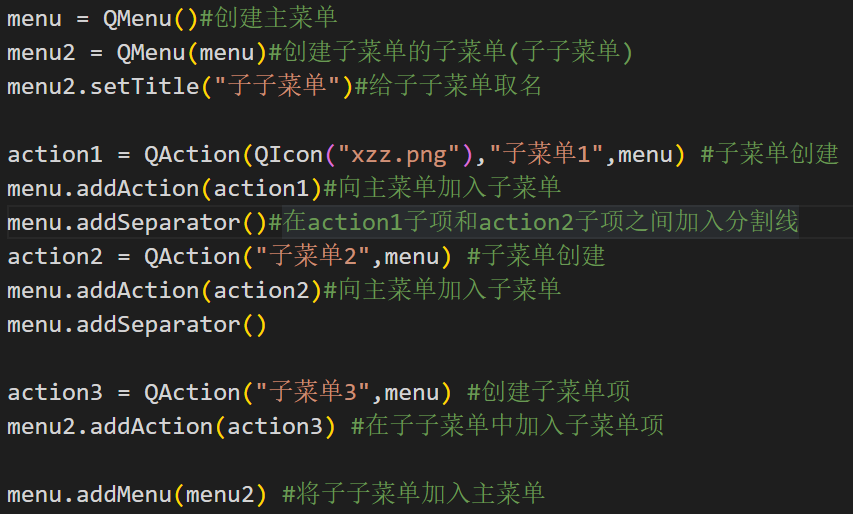 menu = QMenu()#创建主菜单
menu2 = QMenu(menu)#创建子菜单的子菜单(子子菜单)
menu2.setTitle("子子菜单")#给子子菜单取名
action1 = QAction(QIcon("xzz.png"),"子菜单1",menu) #子菜单创建
menu.addAction(action1)#向主菜单加入子菜单
menu.addSeparator()#在action1子项和action2子项之间加入分割线
action2 = QAction("子菜单2",menu) #子菜单创建
menu.addAction(action2)#向主菜单加入子菜单
menu.addSeparator()
action3 = QAction("子菜单3",menu) #创建子菜单项
menu2.addAction(action3) #在子子菜单中加入子菜单项
menu.addMenu(menu2) #将子子菜单加入主菜单